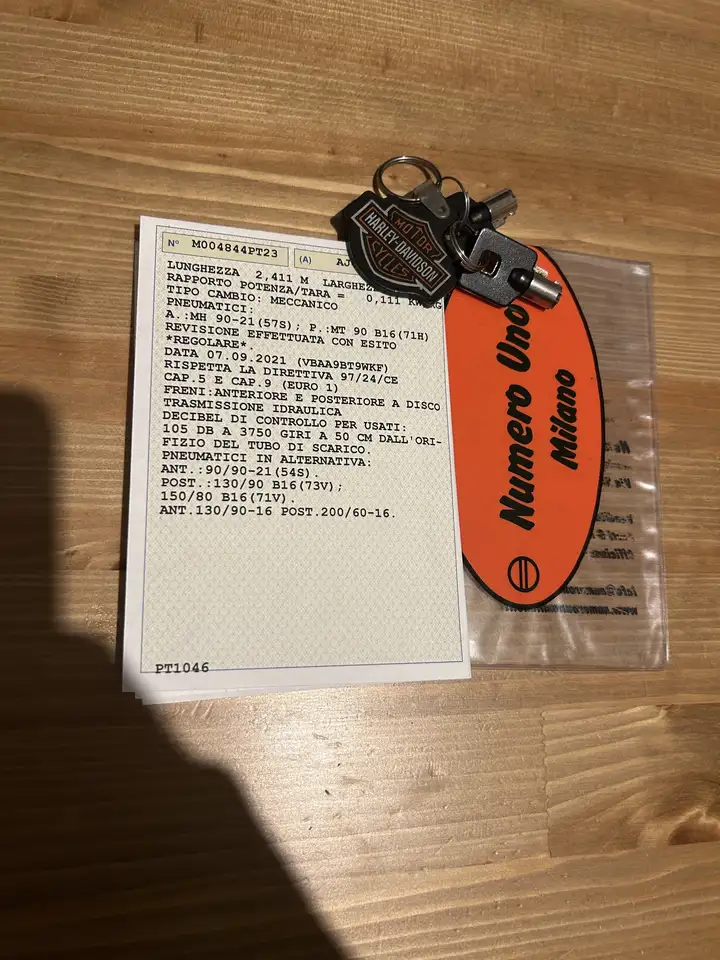 N° M004844PT23 (A) AJ
LUNGHEZZA 2,411 M LARGHEZ
RAPPORTO POTENZA/TARA = 0,111 KW/KG
TIPO CAMBIO: MECCANICO
PNEUMATICI:
A.:MH 90-21(57S); P.:MT 90 B16(71H)
REVISIONE EFFETTUATA CON ESITO
*REGOLARE*.
DATA 07.09.2021 (VBAA9BT9WKF)
RISPETTA LA DIRETTIVA 97/24/CE
CAP.5 E CAP.9 (EURO 1)
FRENI:ANTERIORE E POSTERIORE A DISCO
TRASMISSIONE IDRAULICA
DECIBEL DI CONTROLLO PER USATI:
105 DB A 3750 GIRI A 50 CM DALL'ORI-
FIZIO DEL TUBO DI SCARICO.
PNEUMATICI IN ALTERNATIVA:
ANT.:90/90-21(54S).
POST.:130/90 B16(73V);
150/80 B16(71V).
ANT.130/90-16 POST.200/60-16.
PT1046
MOTOR
HARLEY-DAVIDSON
CYCLES
Numero Uno
Milano